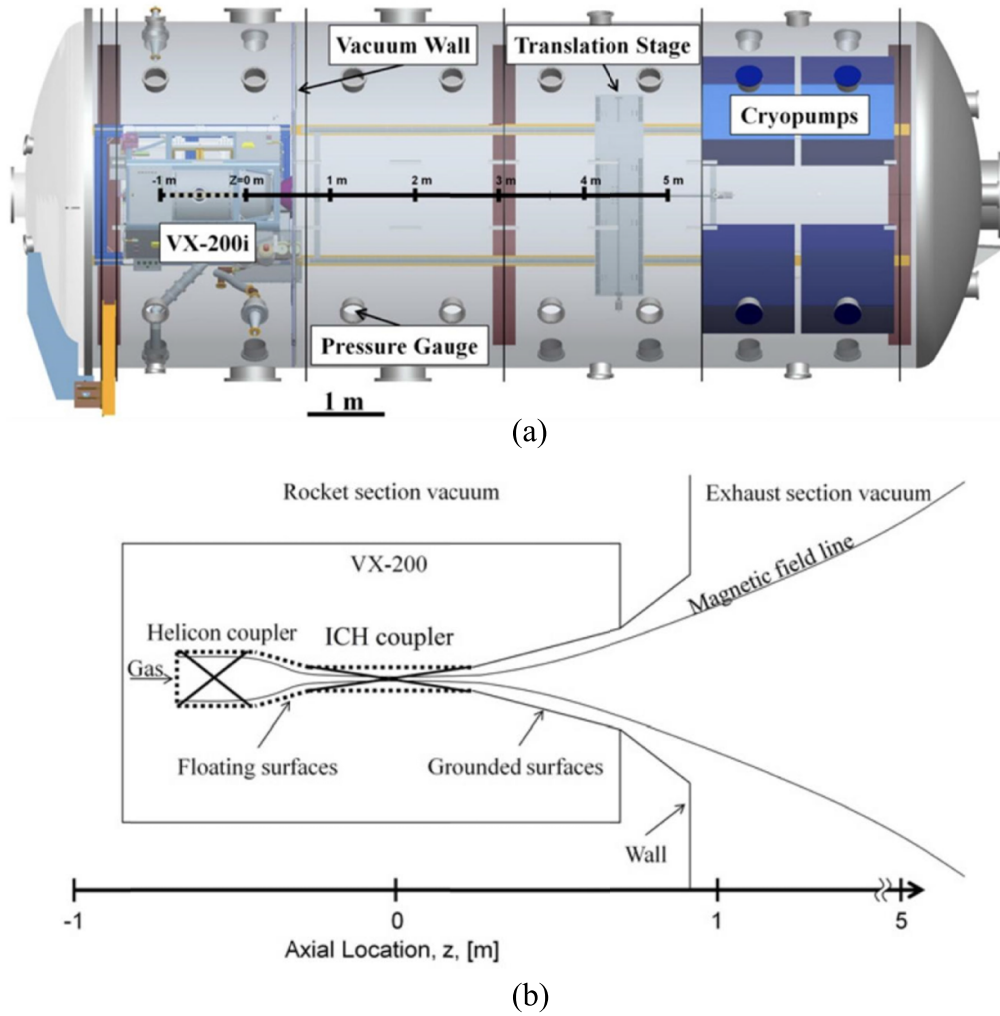 Vacuum Wall
Translation Stage
Cryopumps
-1 m Z=0 m 1 m 2 m 3 m 4 m 5 m
VX-200i
Pressure Gauge
1 m
(a)
Rocket section vacuum
Exhaust section vacuum
VX-200
Magnetic field line
Helicon coupler
ICH coupler
Gas
Floating surfaces
Grounded surfaces
Wall
-1 0 1 5
Axial Location, z, [m]
(b)